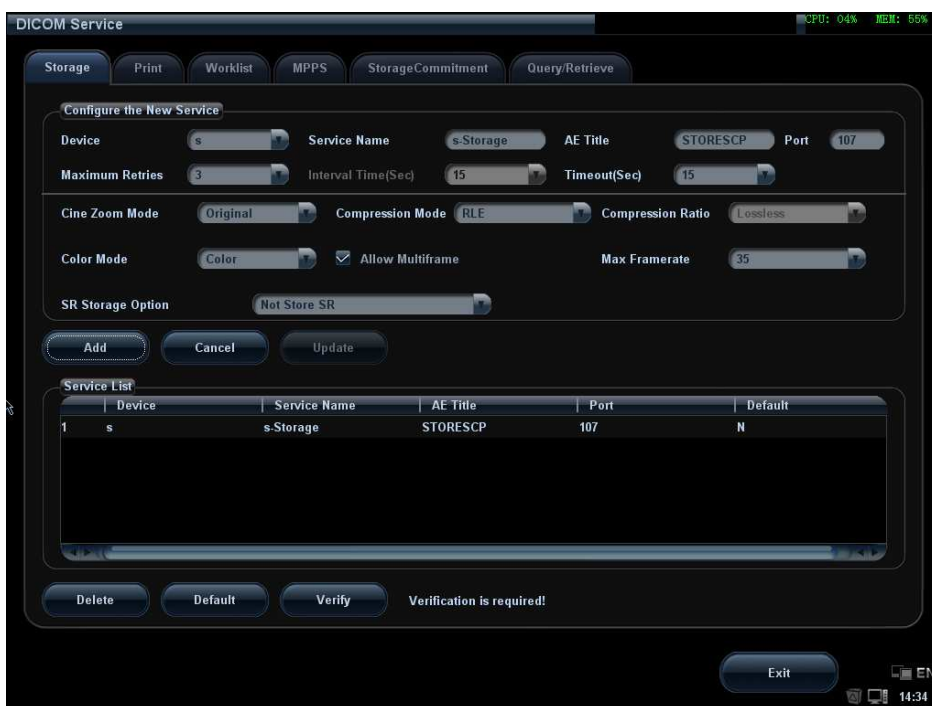 DICOM Service CPU: 04% MEM: 55%
Storage Print Worklist MPPS StorageCommitment Query/Retrieve
Configure the New Service
Device s Service Name s-Storage AE Title STORESCP Port 107
Maximum Retries 3 Interval Time(Sec) 15 Timeout(Sec) 15
Cine Zoom Mode Original Compression Mode RLE Compression Ratio Lossless
Color Mode Color Allow Multiframe Max Framerate 35
SR Storage Option Not Store SR
Add Cancel Update
Service List
Device Service Name AE Title Port Default
1 s s-Storage STORESCP 107 N
Delete Default Verify Verification is required!
Exit EN
14:34